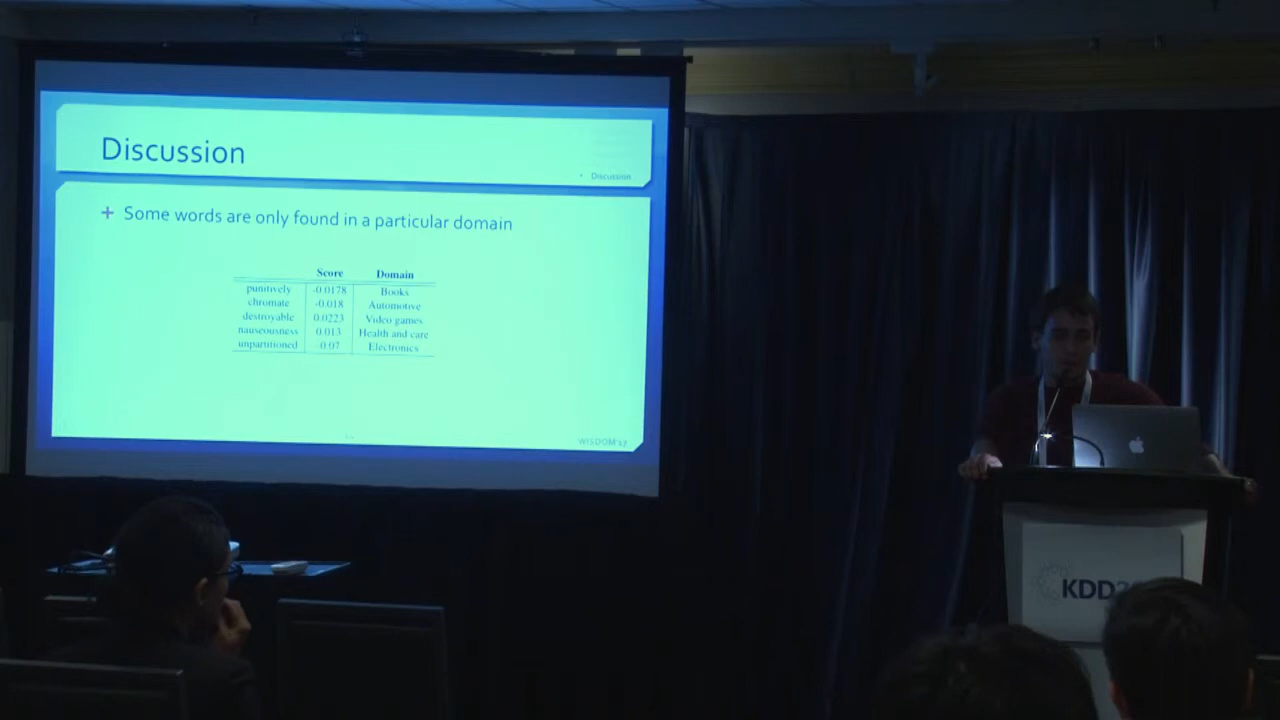 Discussion
• Discussion
+ Some words are only found in a particular domain
Score Domain
punitively -0.0178 Books
chromate -0.018 Automotive
destroyable 0.0223 Video games
nauseousness 0.013 Health and care
unpartitioned 0.07 Electronics
WISDOM'17
KDD